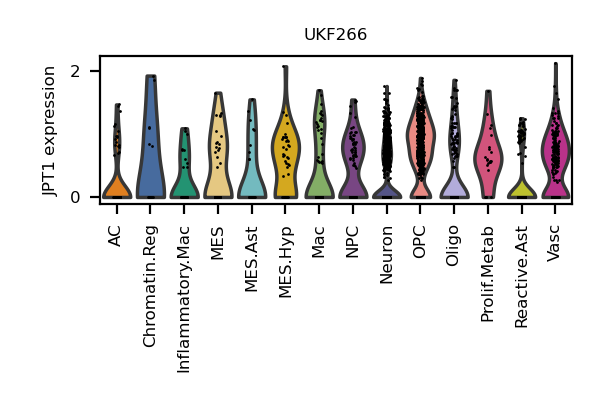 UKF266
JPT1 expression
2
0
AC
Chromatin.Reg
Inflammatory.Mac
MES
MES.Ast
MES.Hyp
Mac
NPC
Neuron
OPC
Oligo
Prolif.Metab
Reactive.Ast
Vasc